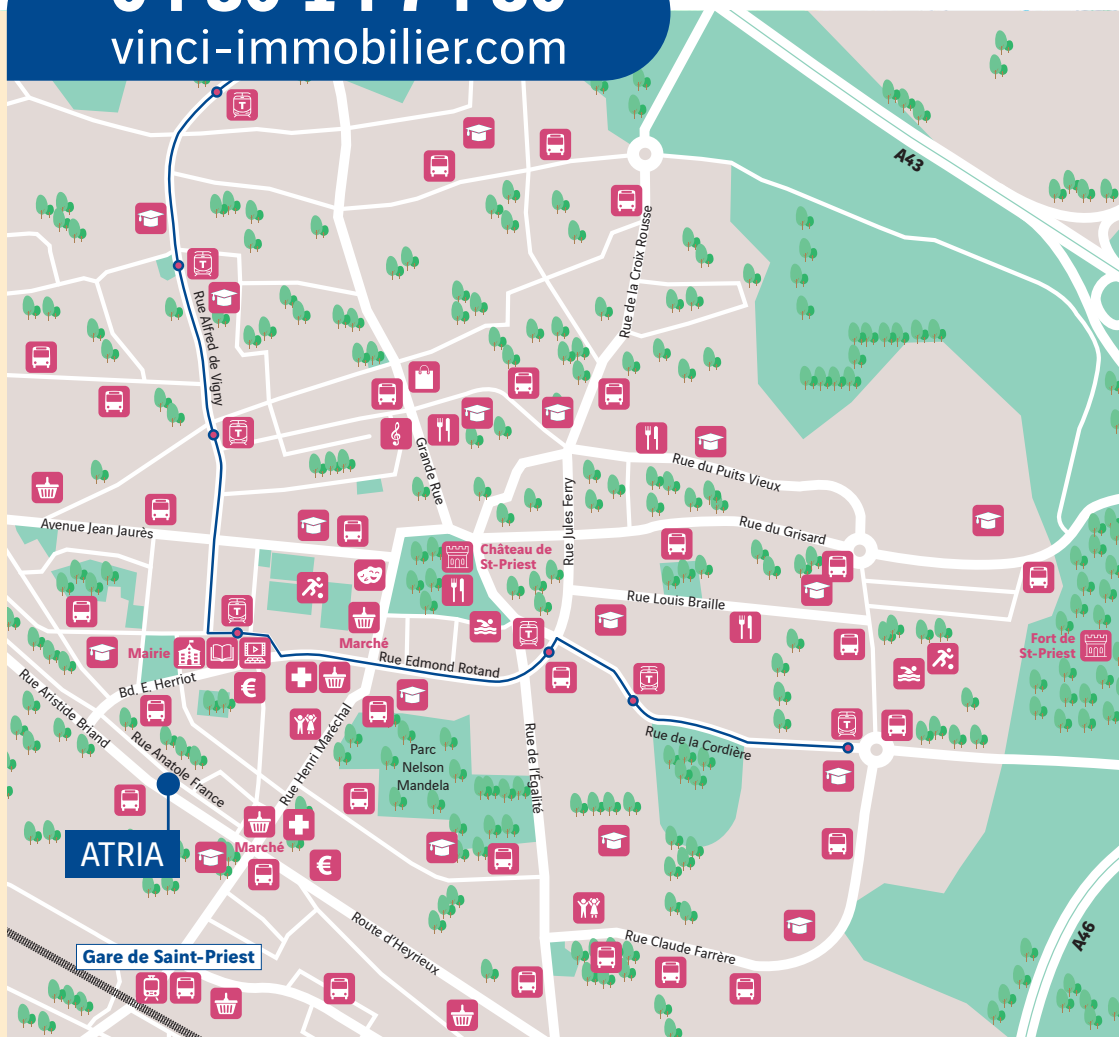 vinci-immobilier.com
A43
Rue de la Croix Rousse
Rue Alfred de Vigny
Grande Rue
Rue du Puits Vieux
Rue Jules Ferry
Avenue Jean Jaurès
Rue du Grisard
Château de
St-Priest
Rue Louis Braille
Marché
Mairie
Rue Edmond Rotand
Fort de
St-Priest
Bd. E. Herriot
Rue Aristide Briand
Rue Anatole France
Rue Henri Maréchal
Rue de la Cordière
Parc
Nelson
Mandela
Rue de l'Égalité
ATRIA
Marché
Route d'Heyrieux
Rue Claude Farrère
A46
Gare de Saint-Priest